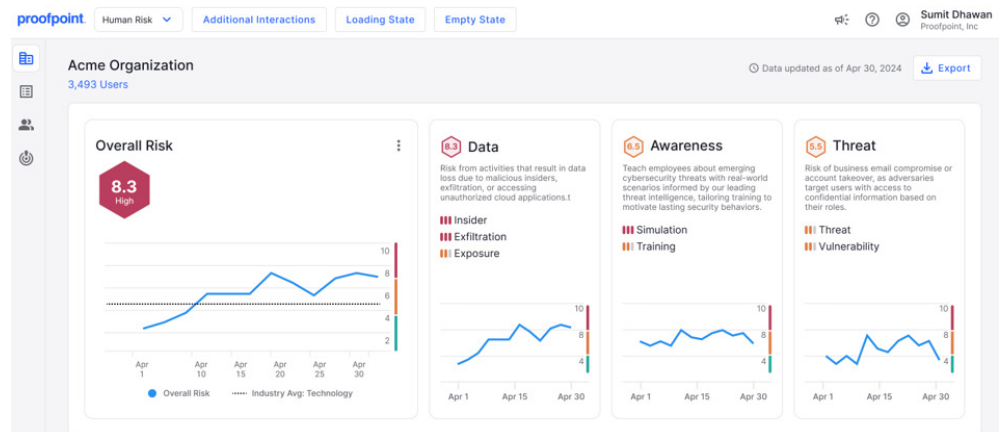 proofpoint.
Human Risk
Additional Interactions
Loading State
Empty State
Sumit Dhawan
Proofpoint, Inc
Acme Organization
3,493 Users
Data updated as of Apr 30, 2024
Export
Overall Risk
8.3
High
10
8
6
4
2
Apr 1
Apr 10
Apr 15
Apr 20
Apr 25
Apr 30
Overall Risk
Industry Avg: Technology
8.3 Data
Risk from activities that result in data
loss due to malicious insiders,
exfiltration, or accessing
unauthorized cloud applications.t
Insider
Exfiltration
Exposure
10
8
4
Apr 1
Apr 15
Apr 30
6.5 Awareness
Teach employees about emerging
cybersecurity threats with real-world
scenarios informed by our leading
threat intelligence, tailoring training to
motivate lasting security behaviors.
Simulation
Training
10
8
4
Apr 1
Apr 15
Apr 30
5.5 Threat
Risk of business email compromise or
account takeover, as adversaries
target users with access to
confidential information based on
their roles.
Threat
Vulnerability
10
8
4
Apr 1
Apr 15
Apr 30